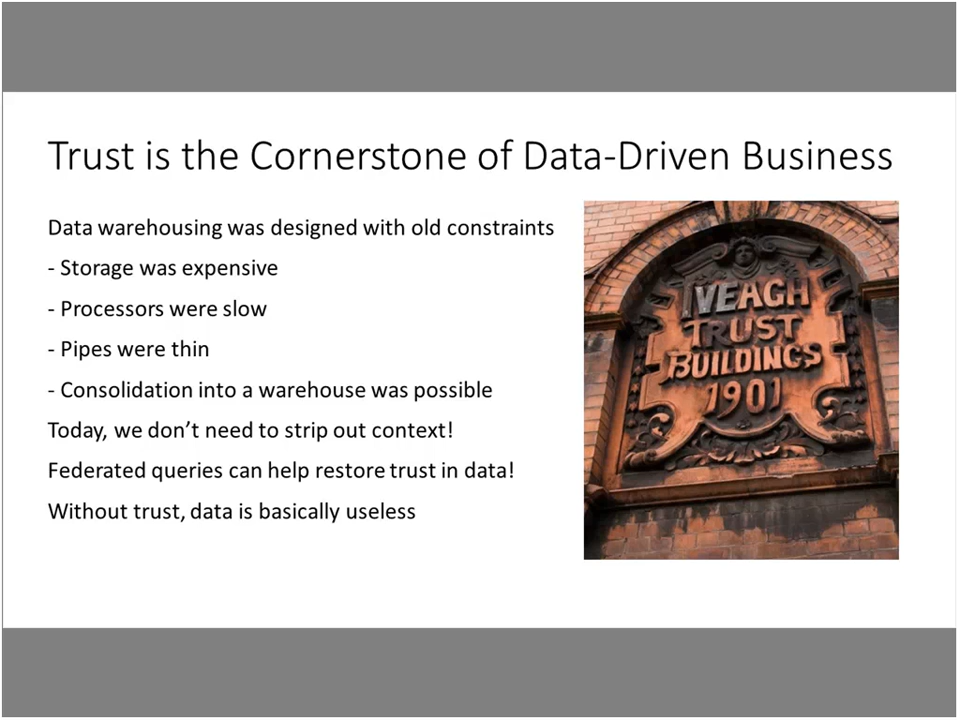 Trust is the Cornerstone of Data-Driven Business
Data warehousing was designed with old constraints
- Storage was expensive
- Processors were slow
- Pipes were thin
- Consolidation into a warehouse was possible
Today, we don’t need to strip out context!
Federated queries can help restore trust in data!
Without trust, data is basically useless
IVEAGH
TRUST
BUILDINGS
1901